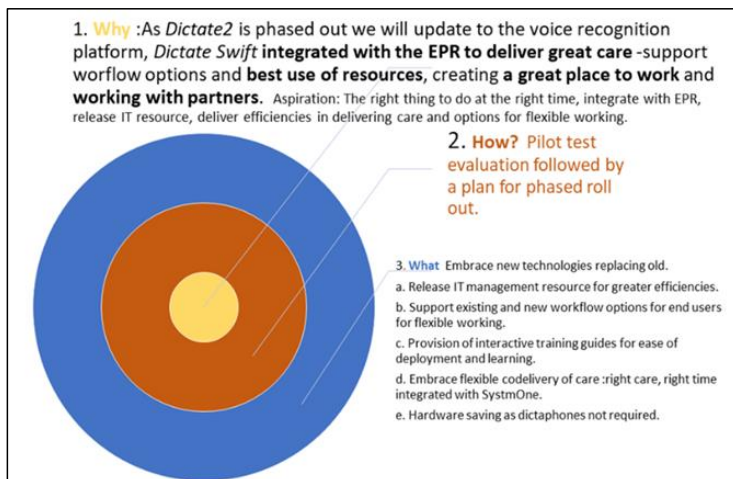 1. Why :As Dictate2 is phased out we will update to the voice recognition
platform, Dictate Swift integrated with the EPR to deliver great care -support
worflow options and best use of resources, creating a great place to work and
working with partners. Aspiration: The right thing to do at the right time, integrate with EPR,
release IT resource, deliver efficiencies in delivering care and options for flexible working.
2. How? Pilot test
evaluation followed by
a plan for phased roll
out.
3. What Embrace new technologies replacing old.
a. Release IT management resource for greater efficiencies.
b. Support existing and new workflow options for end users
for flexible working.
c. Provision of interactive training guides for ease of
deployment and learning.
d. Embrace flexible codelivery of care :right care, right time
integrated with SystmOne.
e. Hardware saving as dictaphones not required.